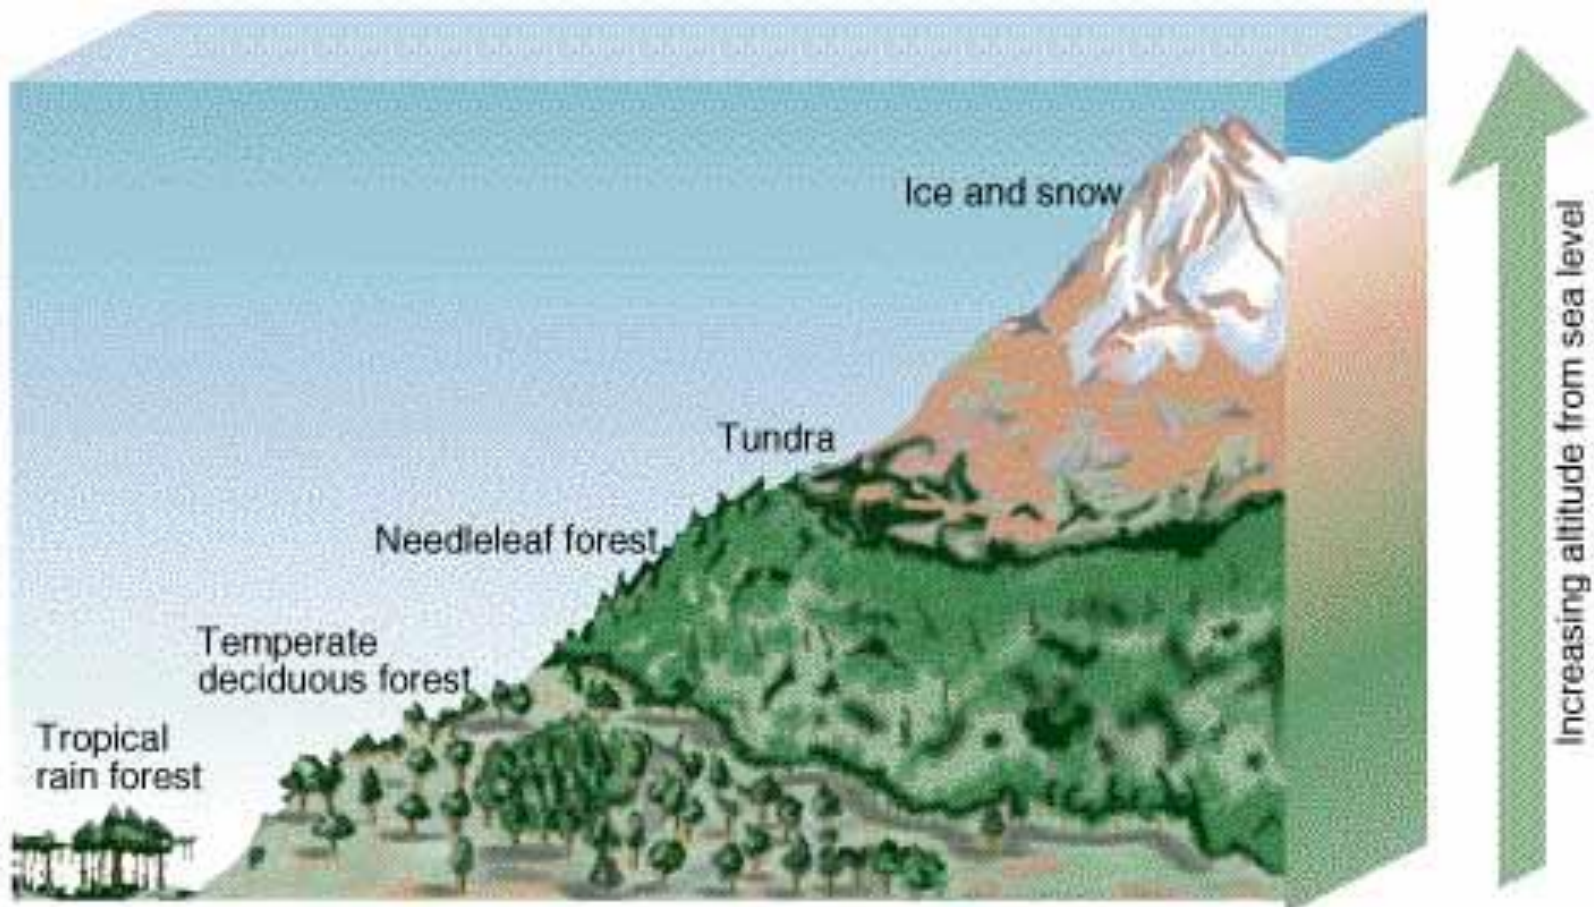 Ice and snow
Tundra
Needleleaf forest
Temperate
deciduous forest
Tropical
rain forest
Increasing altitude from sea level